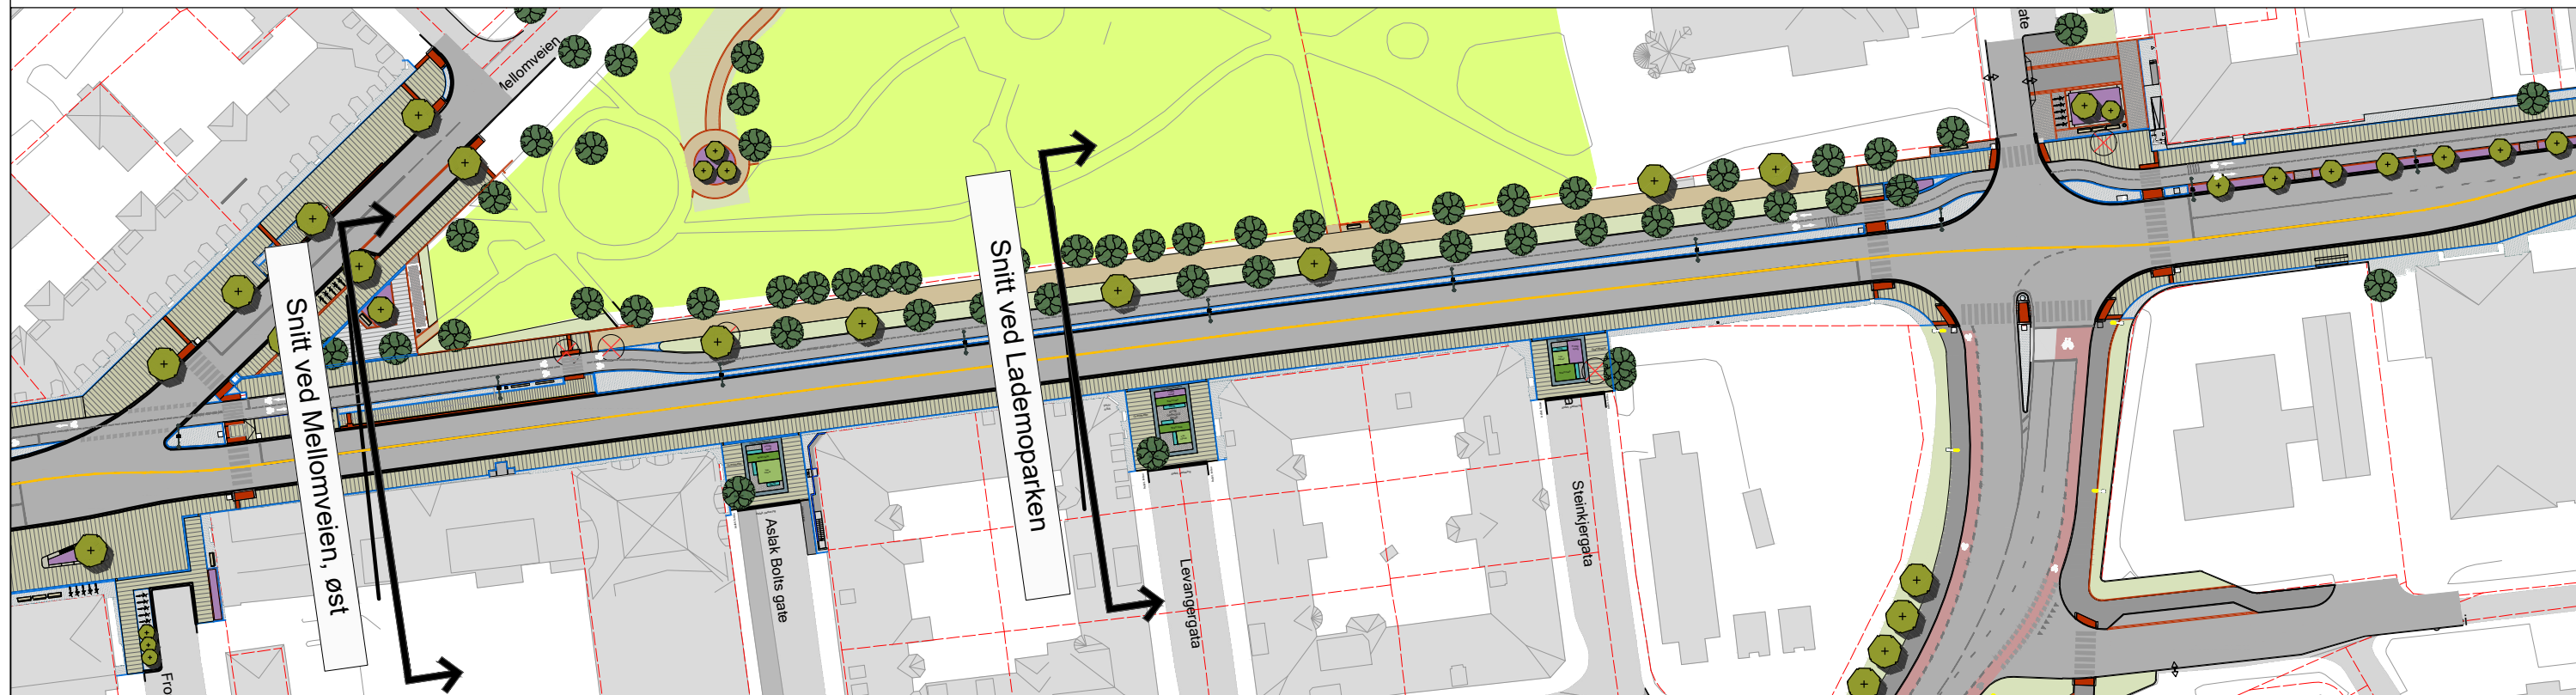 Mellomveien
ate
Snitt ved Mellomveien, øst
Snitt ved Lademoparken
Aslak Bolts gate
Levangergata
Steinkjergata
Fro